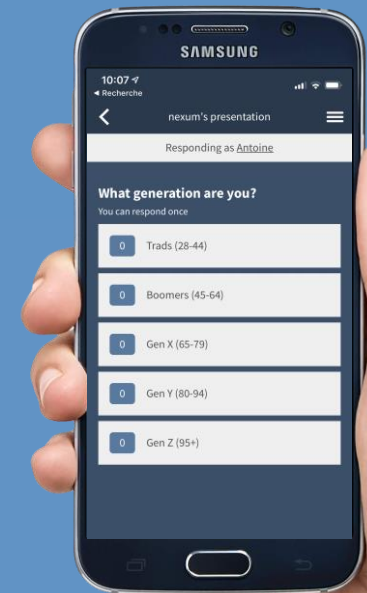 SAMSUNG
10:07
Recherche
nexum's presentation
Responding as Antoine
What generation are you?
You can respond once
0 Trads (28-44)
0 Boomers (45-64)
0 Gen X (65-79)
0 Gen Y (80-94)
0 Gen Z (95+)